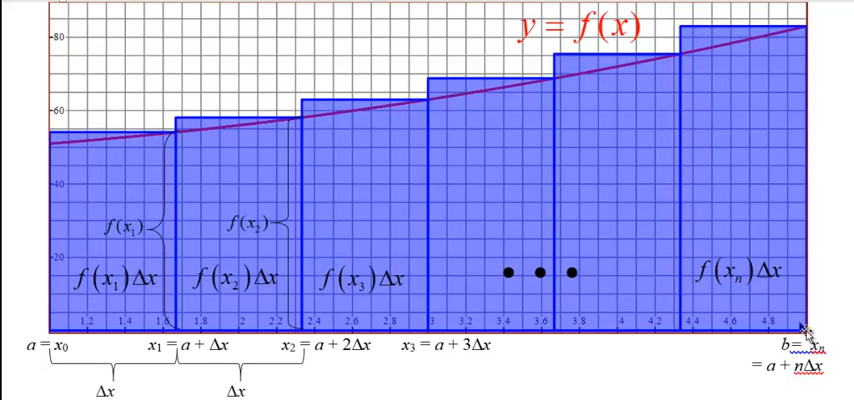 y = f(x)
80
60
40
20
f(x₁)
f(x₂)
f(x₁)Δx f(x₂)Δx f(x₃)Δx • • • f(xₙ)Δx
1.2 1.4 1.6 1.8 2 2.2 2.4 2.6 2.8 3 3.2 3.4 3.6 3.8 4 4.2 4.4 4.6 4.8
a = x₀ x₁ = a + Δx x₂ = a + 2Δx x₃ = a + 3Δx b = xₙ
= a + nΔx
Δx Δx